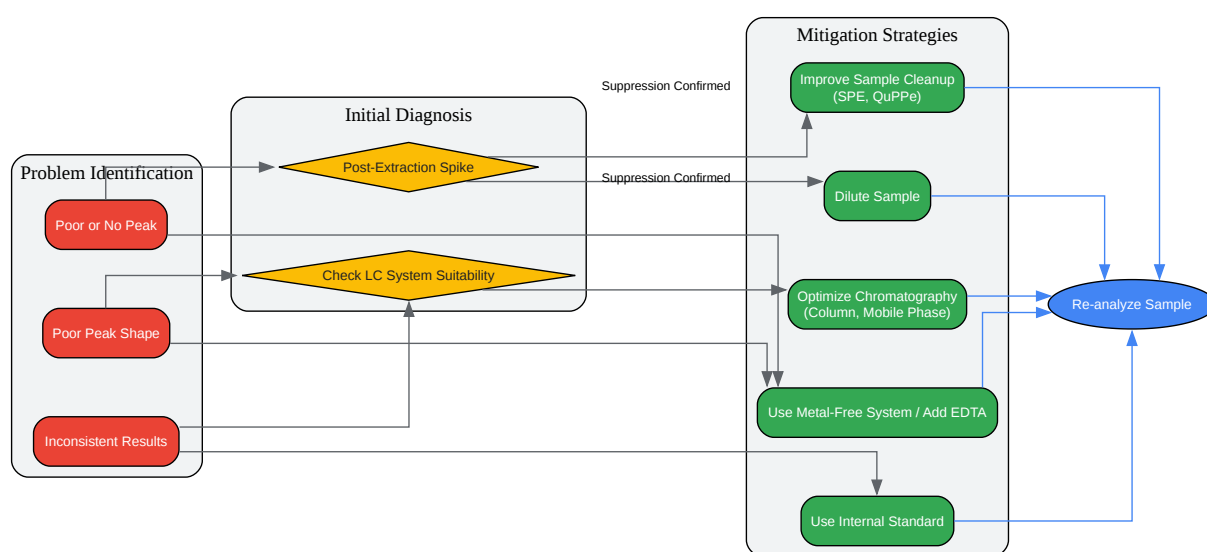 Problem Identification
Poor or No Peak
Poor Peak Shape
Inconsistent Results
Initial Diagnosis
Post-Extraction Spike
Check LC System Suitability
Suppression Confirmed
Suppression Confirmed
Mitigation Strategies
Improve Sample Cleanup
(SPE, QuPPe)
Dilute Sample
Optimize Chromatography
(Column, Mobile Phase)
Use Metal-Free System / Add EDTA
Use Internal Standard
Re-analyze Sample